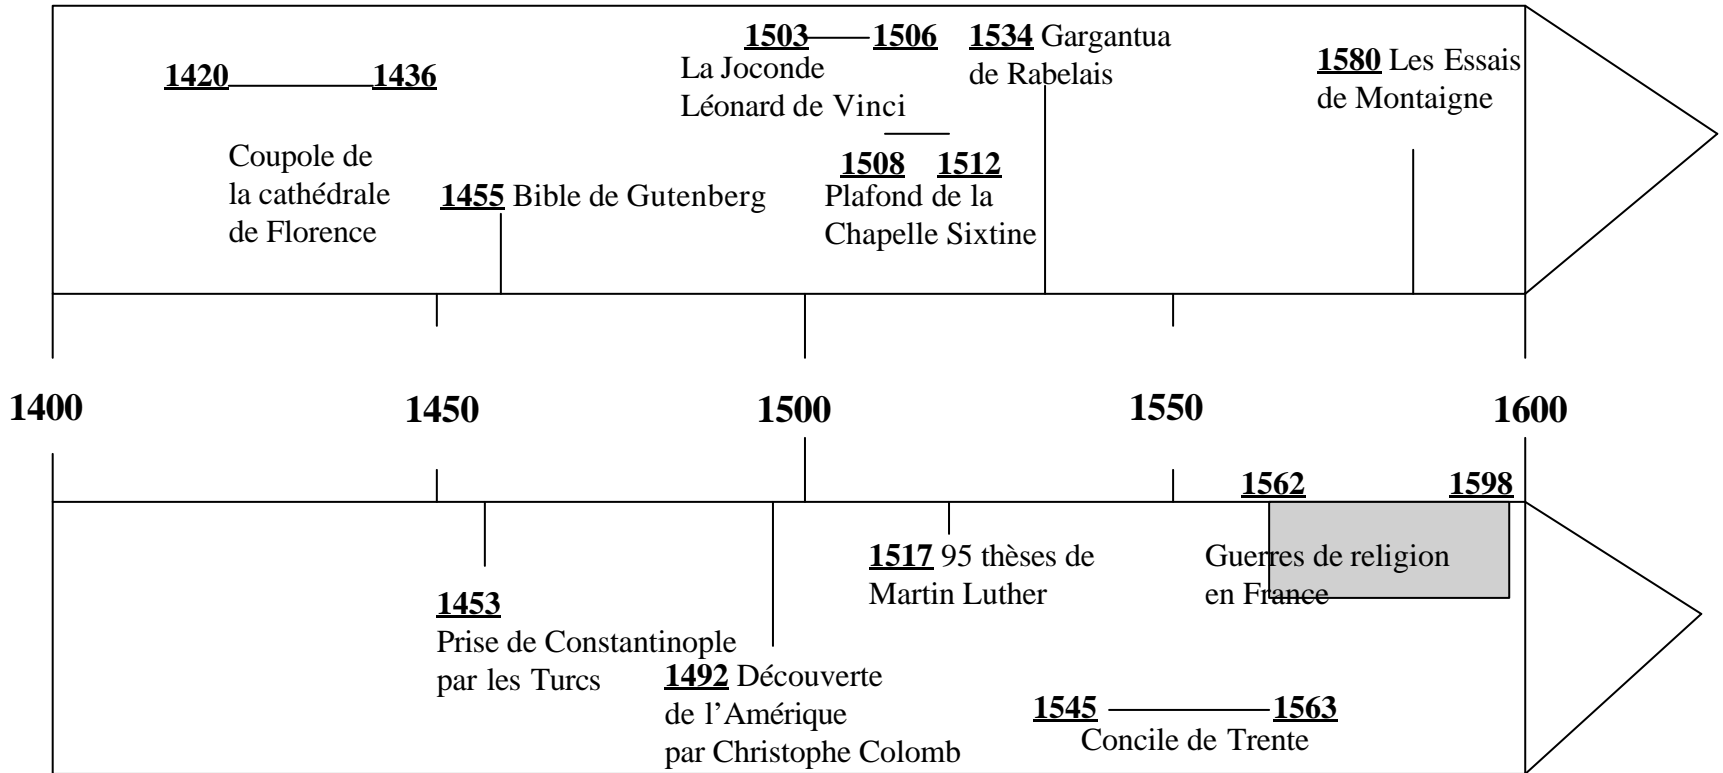 1420 1436
Coupole de
la cathédrale
de Florence
1455 Bible de Gutenberg
1503 1506
La Joconde
Léonard de Vinci
1508 1512
Plafond de la
Chapelle Sixtine
1534 Gargantua
de Rabelais
1580 Les Essais
de Montaigne
1400 1450 1500 1550 1600
1453
Prise de Constantinople
par les Turcs
1492 Découverte
de l’Amérique
par Christophe Colomb
1517 95 thèses de
Martin Luther
1545 1563
Concile de Trente
1562 1598
Guerres de religion
en France